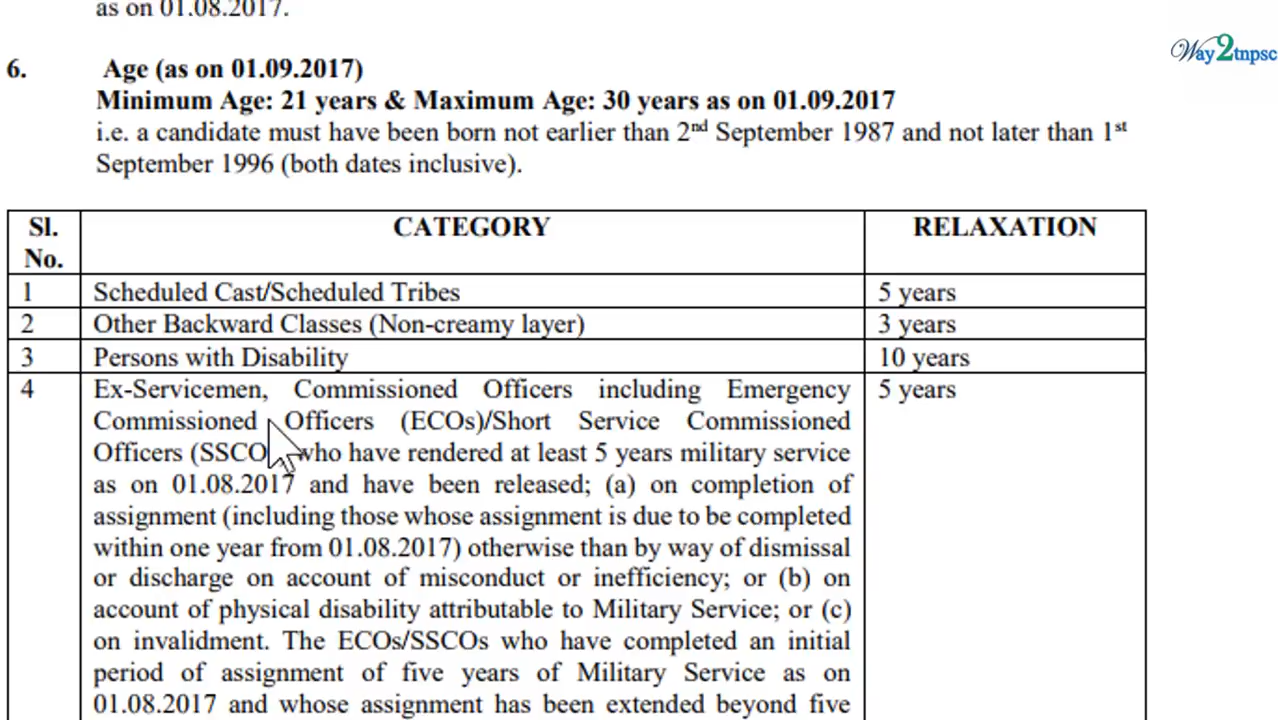 as on 01.08.2017.
Way2tnpsc
6. Age (as on 01.09.2017)
Minimum Age: 21 years & Maximum Age: 30 years as on 01.09.2017
i.e. a candidate must have been born not earlier than 2nd September 1987 and not later than 1st
September 1996 (both dates inclusive).
Sl. No. CATEGORY RELAXATION
1 Scheduled Cast/Scheduled Tribes 5 years
2 Other Backward Classes (Non-creamy layer) 3 years
3 Persons with Disability 10 years
4 Ex-Servicemen, Commissioned Officers including Emergency 5 years
Commissioned Officers (ECOs)/Short Service Commissioned
Officers (SSCO who have rendered at least 5 years military service
as on 01.08.2017 and have been released; (a) on completion of
assignment (including those whose assignment is due to be completed
within one year from 01.08.2017) otherwise than by way of dismissal
or discharge on account of misconduct or inefficiency; or (b) on
account of physical disability attributable to Military Service; or (c)
on invalidment. The ECOs/SSCOs who have completed an initial
period of assignment of five years of Military Service as on
01.08.2017 and whose assignment has been extended beyond five